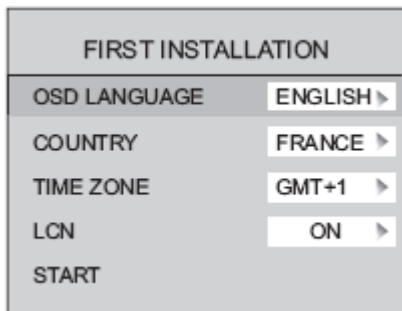 FIRST INSTALLATION
OSD LANGUAGE ENGLISH
COUNTRY FRANCE
TIME ZONE GMT+1
LCN ON
START